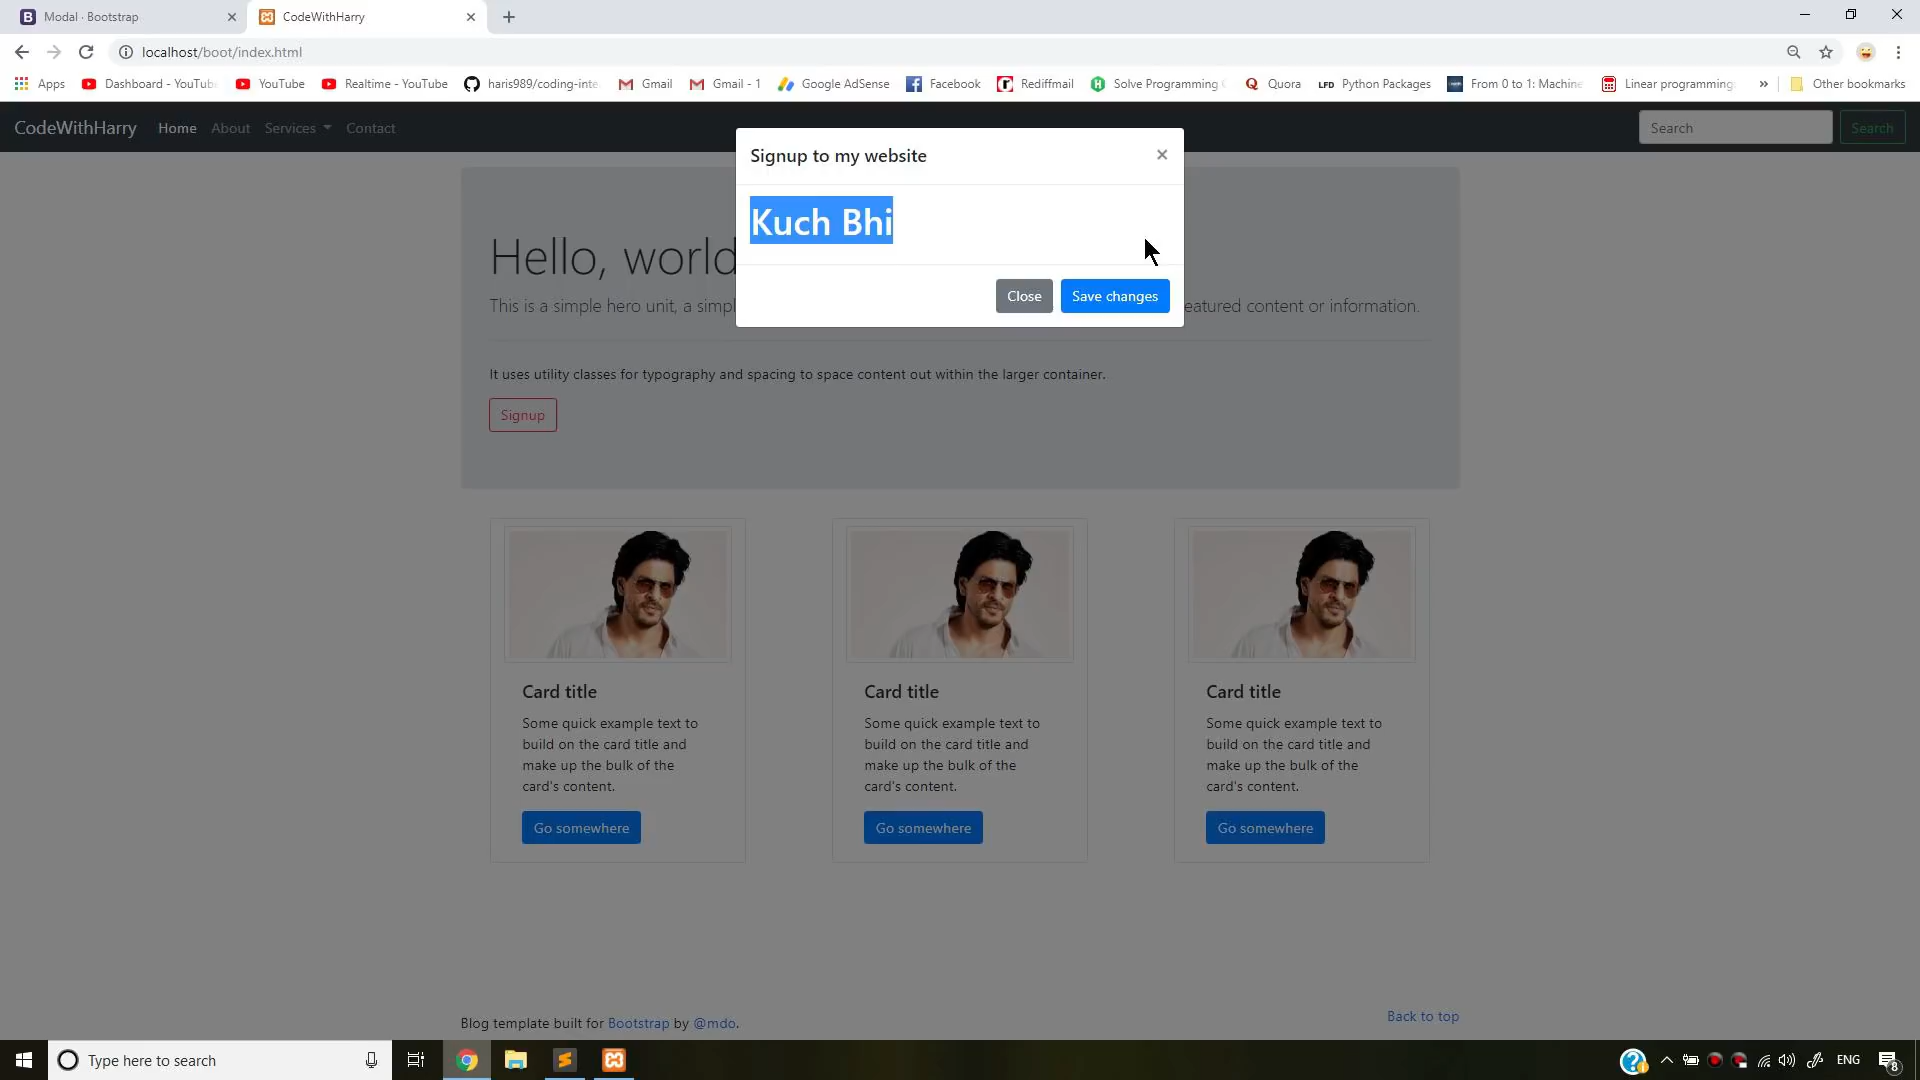 Modal · Bootstrap
CodeWithHarry
localhost/boot/index.html
Apps
Dashboard - YouTube
YouTube
Realtime - YouTube
haris989/coding-inte
Gmail
Gmail - 1
Google AdSense
Facebook
Rediffmail
Solve Programming
Quora
LFD Python Packages
From 0 to 1: Machine
Linear programming
»
Other bookmarks
CodeWithHarry
Home
About
Services
Contact
Search
Search
Signup to my website
×
Kuch Bhi
Close
Save changes
Hello, world
This is a simple hero unit, a simpl
eatured content or information.
It uses utility classes for typography and spacing to space content out within the larger container.
Signup
Card title
Some quick example text to
build on the card title and
make up the bulk of the
card's content.
Go somewhere
Card title
Some quick example text to
build on the card title and
make up the bulk of the
card's content.
Go somewhere
Card title
Some quick example text to
build on the card title and
make up the bulk of the
card's content.
Go somewhere
Blog template built for Bootstrap by @mdo.
Back to top
Type here to search
ENG
8